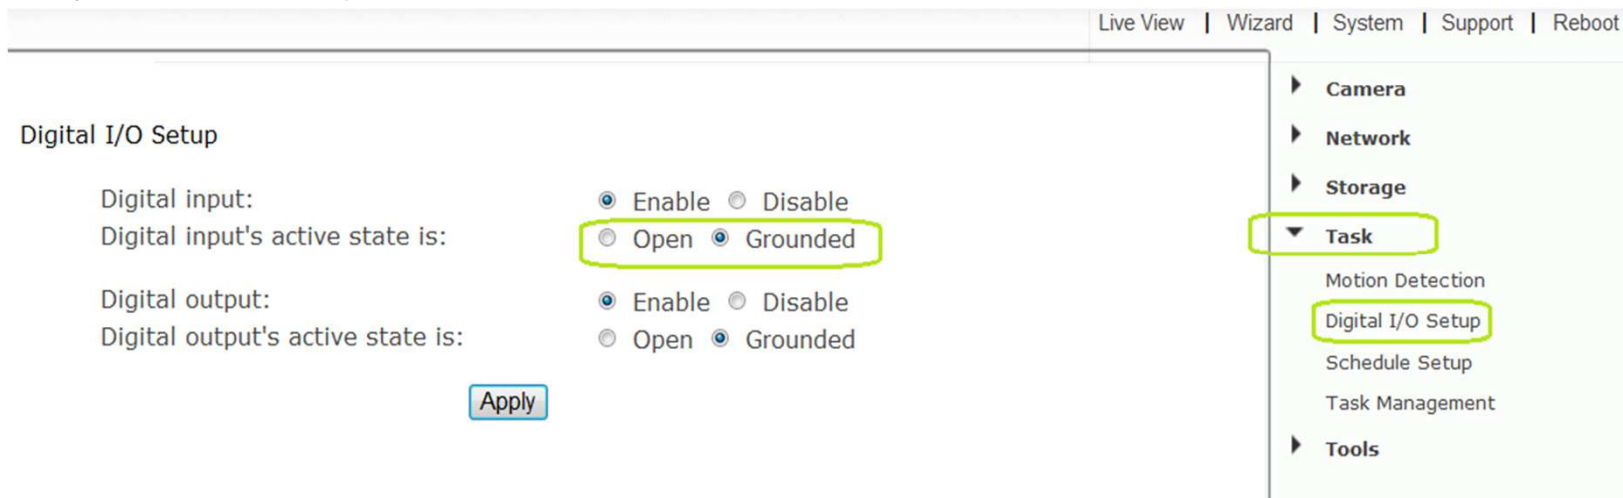 Live View | Wizard | System | Support | Reboot
Digital I/O Setup
Digital input: Enable Disable
Digital input's active state is: Open Grounded
Digital output: Enable Disable
Digital output's active state is: Open Grounded
Apply
Camera
Network
Storage
Task
Motion Detection
Digital I/O Setup
Schedule Setup
Task Management
Tools